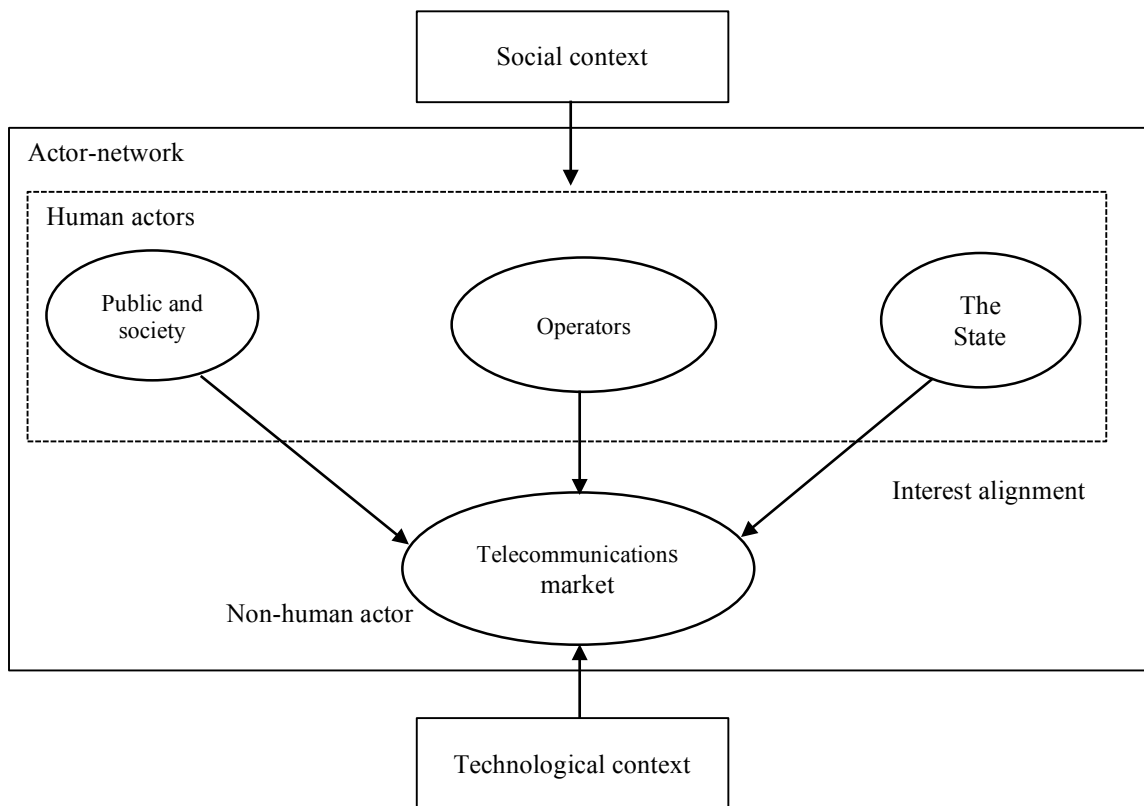 Social context
Actor-network
Human actors
Public and
society
Operators
The
State
Interest alignment
Telecommunications
market
Non-human actor
Technological context